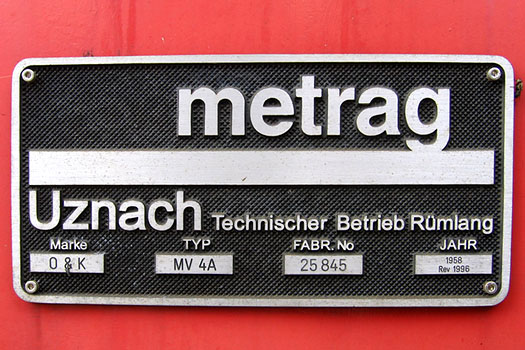 metrag
Uznach Technischer Betrieb Rümlang
Marke TYP FABR. No JAHR
O & K MV 4A 25 845 1958
Rev 1996